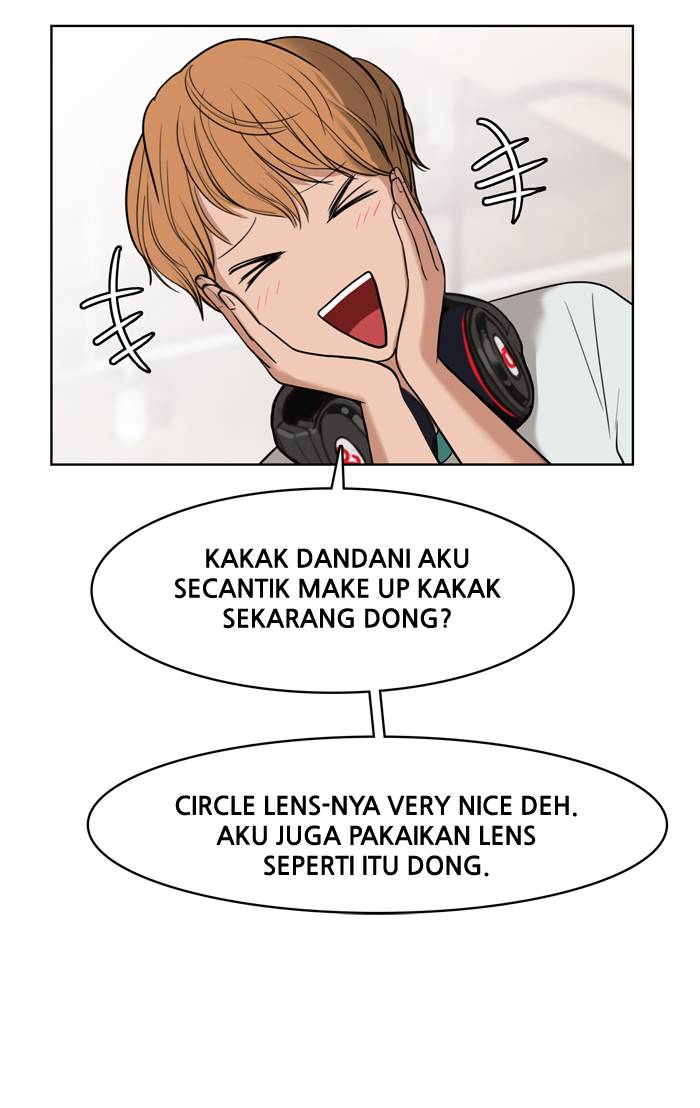 KAKAK DANDANI AKU
SECANTIK MAKE UP KAKAK
SEKARANG DONG?
CIRCLE LENS-NYA VERY NICE DEH.
AKU JUGA PAKAIKAN LENS
SEPERTI ITU DONG.